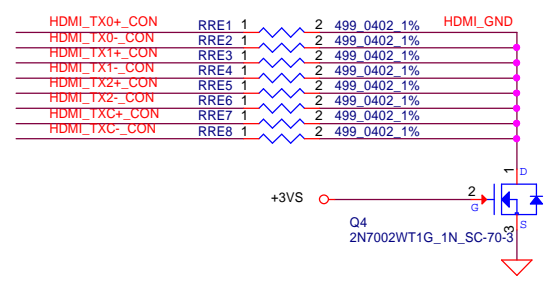 HDMI_TX0+_CON RRE1 1 2 499_0402_1% HDMI_GND
HDMI_TX0-_CON RRE2 1 2 499_0402_1%
HDMI_TX1+_CON RRE3 1 2 499_0402_1%
HDMI_TX1-_CON RRE4 1 2 499_0402_1%
HDMI_TX2+_CON RRE5 1 2 499_0402_1%
HDMI_TX2-_CON RRE6 1 2 499_0402_1%
HDMI_TXC+_CON RRE7 1 2 499_0402_1%
HDMI_TXC-_CON RRE8 1 2 499_0402_1%
1 D
+3VS 2
G
Q4 3 S
2N7002WT1G_1N_SC-70-3